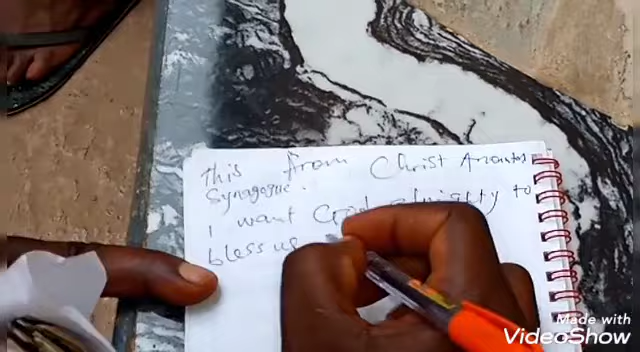 This from Christ Anointed
Synagogue.
I want God almighty to
bless us
Made with
VideoShow